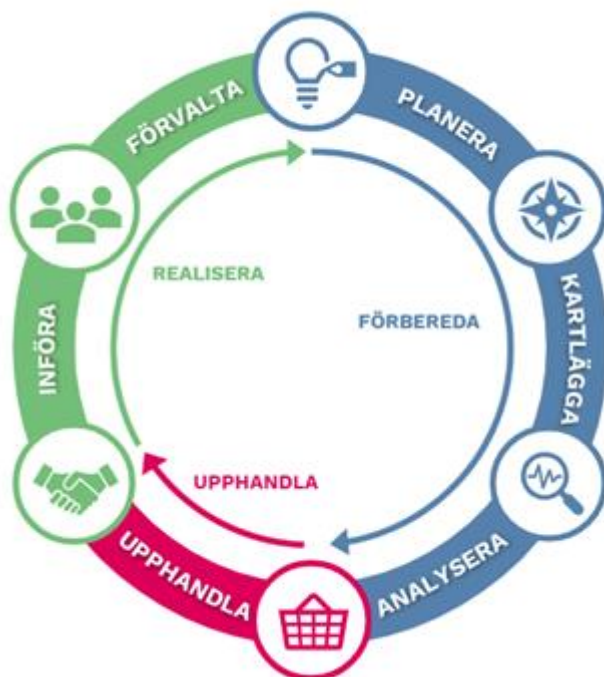 PLANERA
KARTLÄGGA
ANALYSERA
UPPHANDLA
INFÖRA
FÖRVALTA
FÖRBEREDA
UPPHANDLA
REALISERA